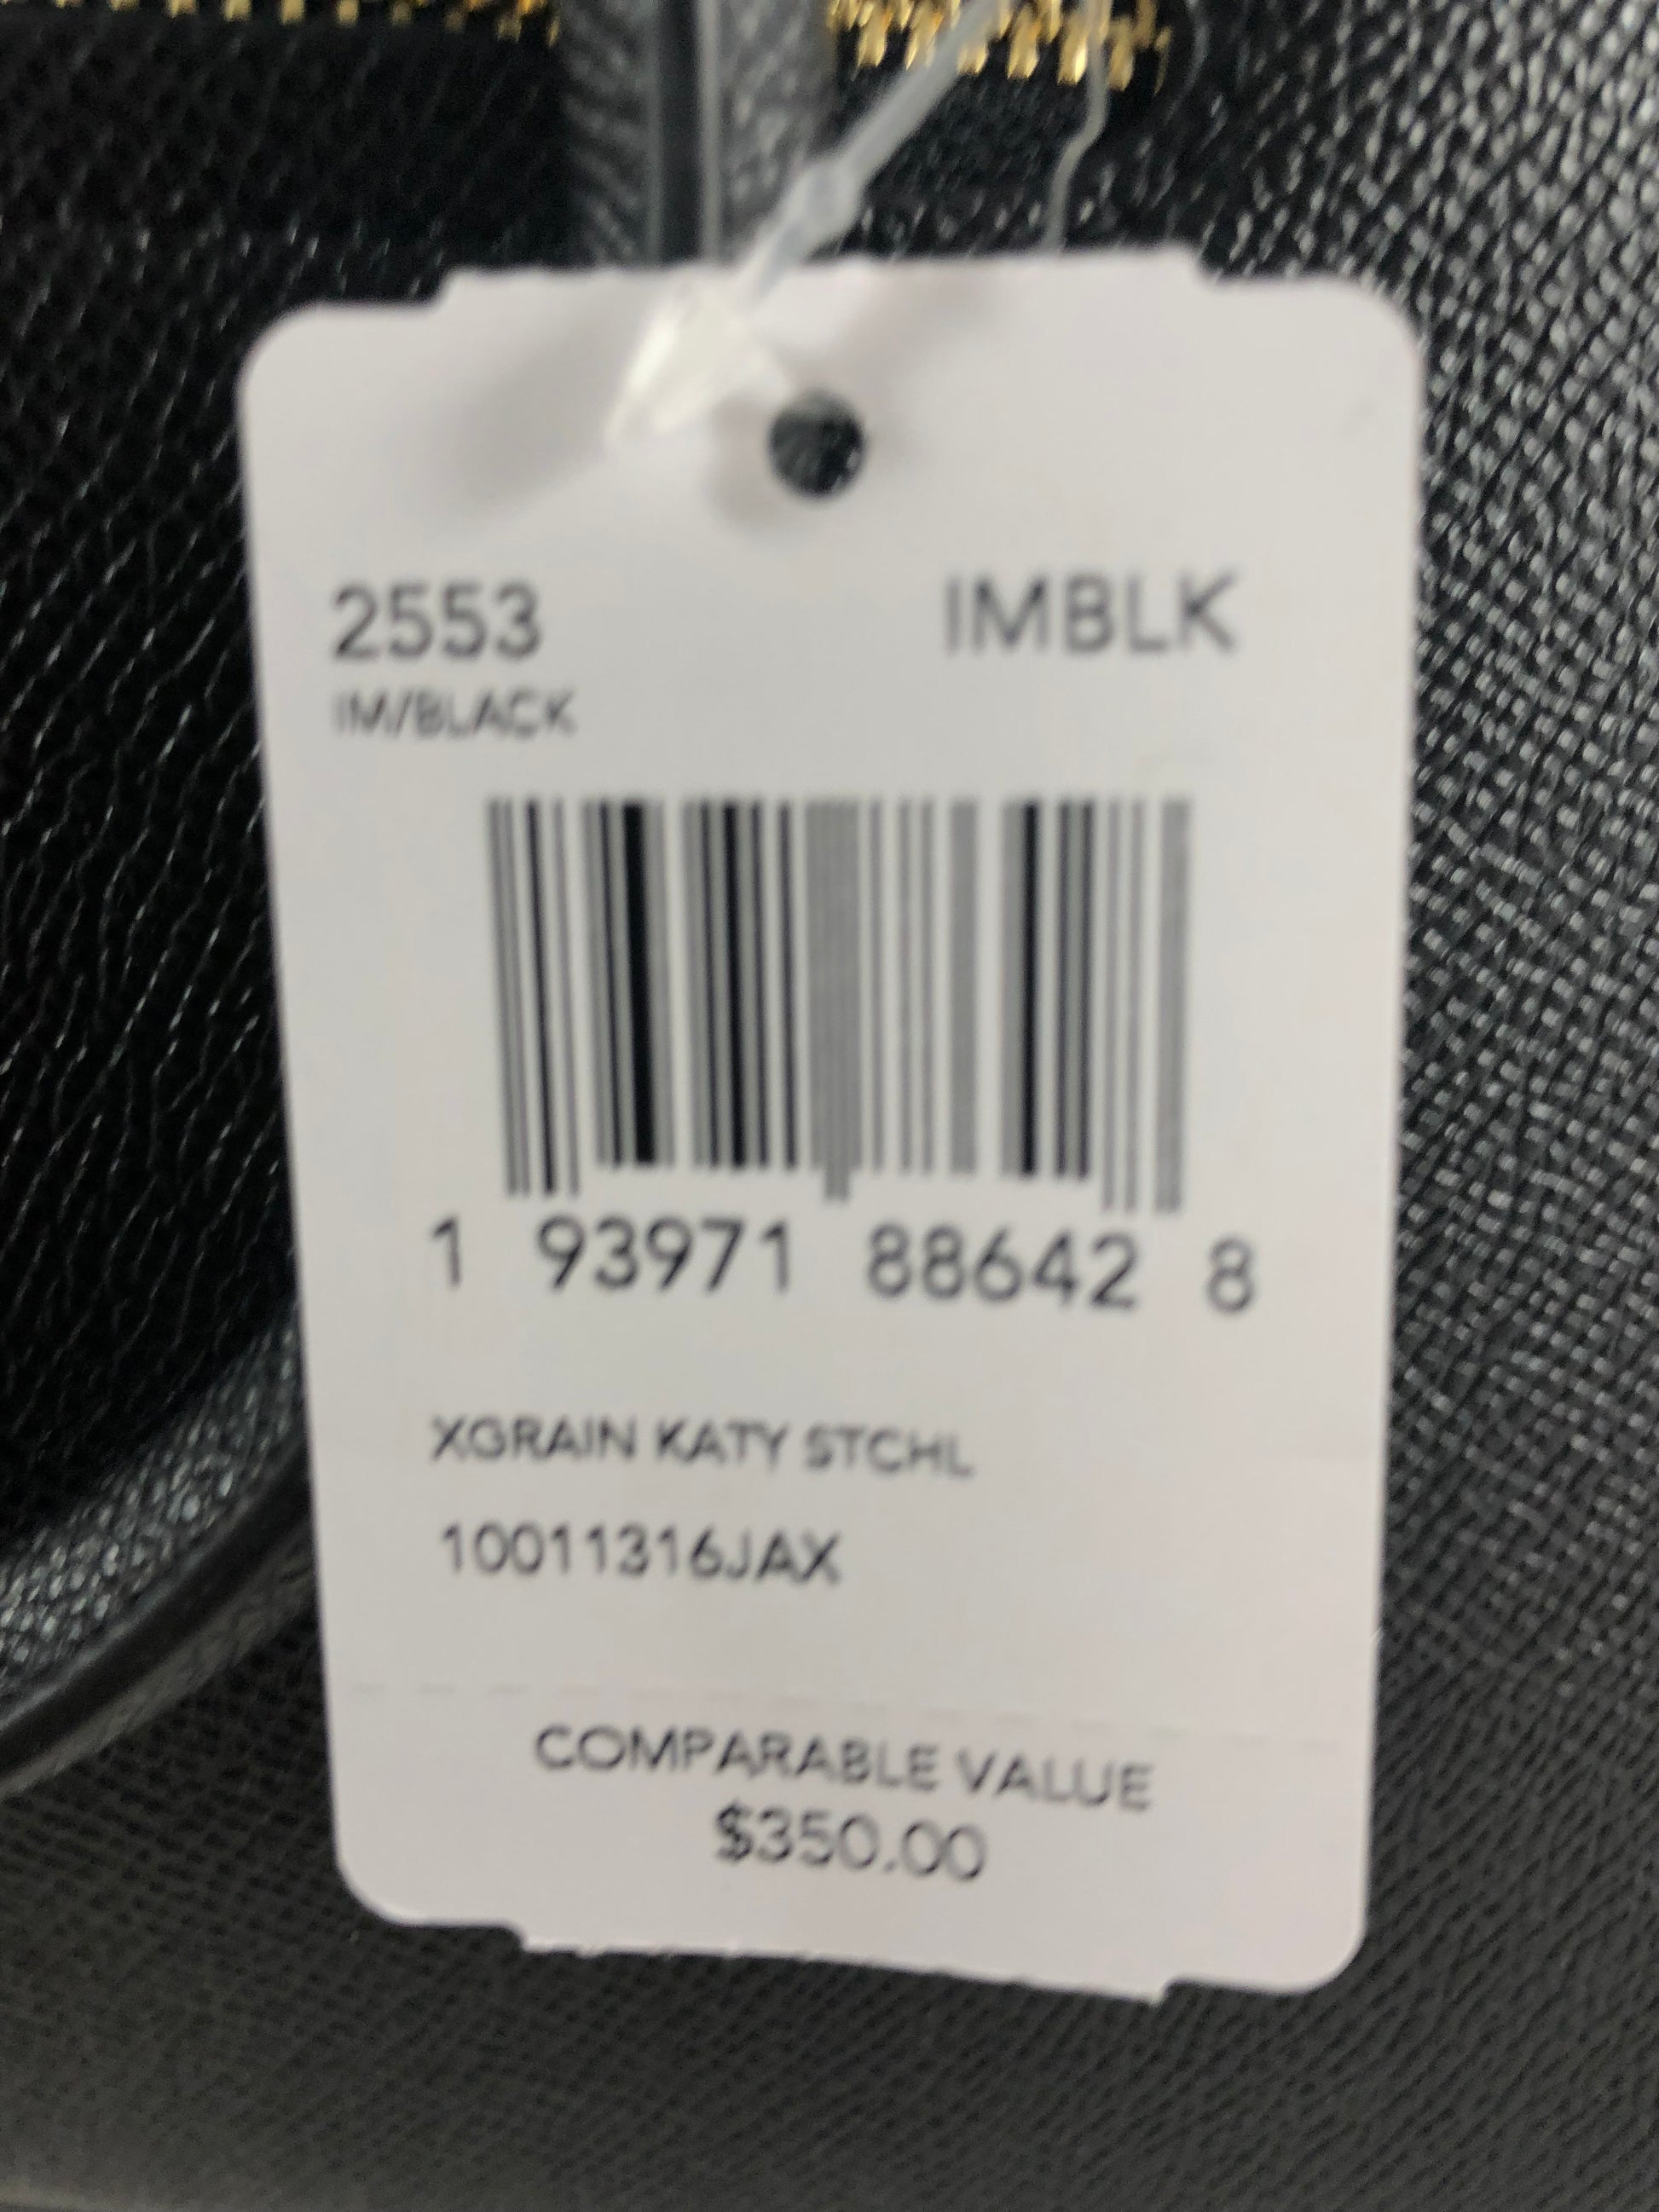 2553 IMBLK
IM/BLACK
1 93971 88642 8
XGRAIN KATY STCHL
10011316JAX
COMPARABLE VALUE
$350.00